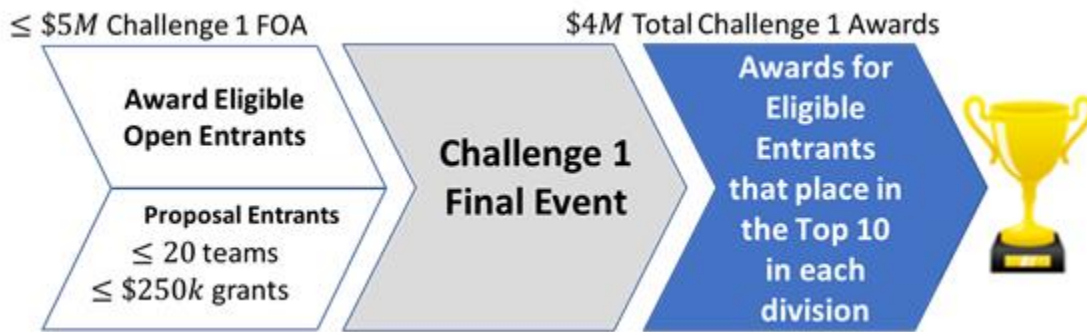 ≤ $5M Challenge 1 FOA
$4M Total Challenge 1 Awards
Award Eligible
Open Entrants
Proposal Entrants
≤ 20 teams
≤ $250k grants
Challenge 1
Final Event
Awards for
Eligible
Entrants
that place in
the Top 10
in each
division